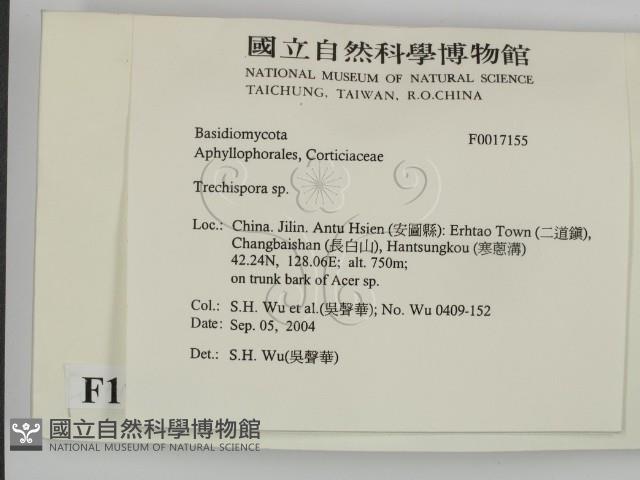 國立自然科學博物館
NATIONAL MUSEUM OF NATURAL SCIENCE
TAICHUNG, TAIWAN, R.O.CHINA
Basidiomycota F0017155
Aphyllophorales, Corticiaceae
Trechispora sp.
Loc.: China. Jilin. Antu Hsien (安圖縣): Erhtao Town (二道鎮),
Changbaishan (長白山), Hantsungkou (寒蔥溝)
42.24N, 128.06E; alt. 750m;
on trunk bark of Acer sp.
Col.: S.H. Wu et al.(吳聲華); No. Wu 0409-152
Date: Sep. 05, 2004
Det.: S.H. Wu(吳聲華)
F1
國立自然科學博物館
NATIONAL MUSEUM OF NATURAL SCIENCE